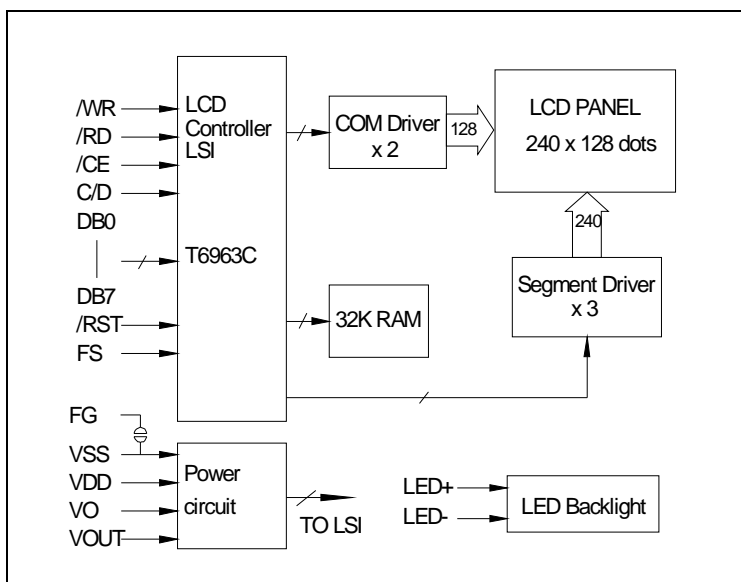 /WR
/RD
/CE
C/D
DB0
DB7
/RST
FS
LCD
Controller
LSI
T6963C
COM Driver
x 2
128
LCD PANEL
240 x 128 dots
240
Segment Driver
x 3
32K RAM
FG
VSS
VDD
VO
VOUT
Power
circuit
TO LSI
LED+
LED-
LED Backlight